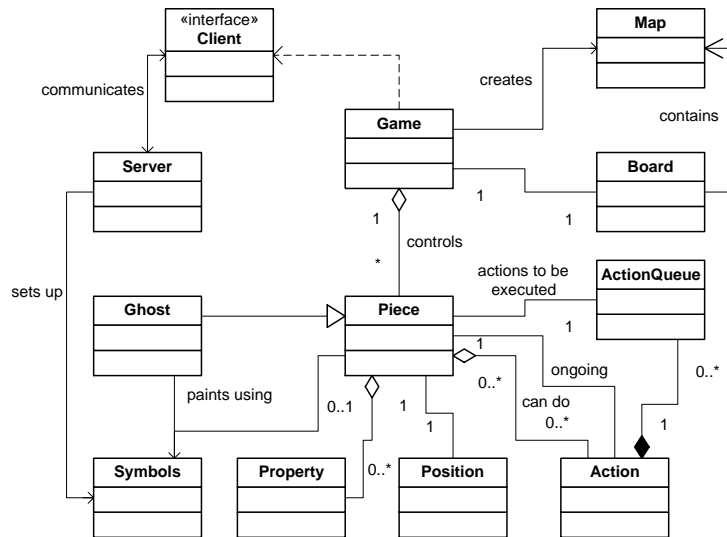 «interface»
Client
Map
communicates
creates
contains
Game
Server
Board
1
1
1
controls
*
actions to be
executed
ActionQueue
sets up
Ghost
Piece
1
1
ongoing
0..*
0..*
paints using
can do
0..1
1
0..*
1
1
0..*
Symbols
Property
Position
Action